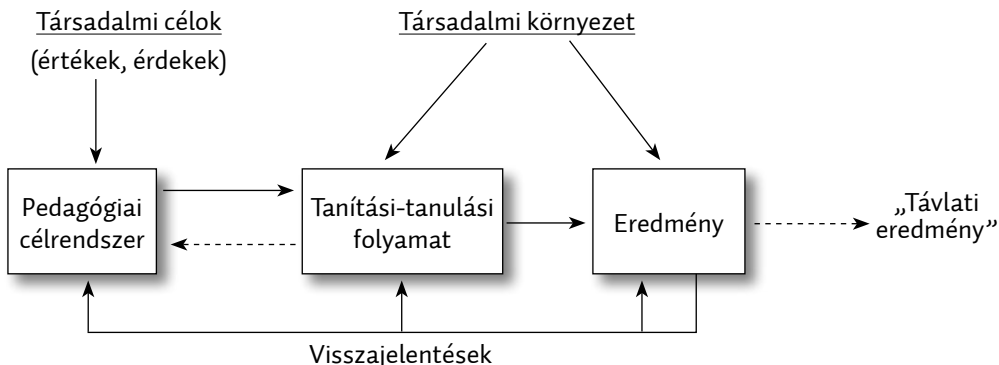 Társadalmi célok
(értékek, érdekek)
Társadalmi környezet
Pedagógiai
célrendszer
Tanítási-tanulási
folyamat
Eredmény
„Távlati
eredmény”
Visszajelentések